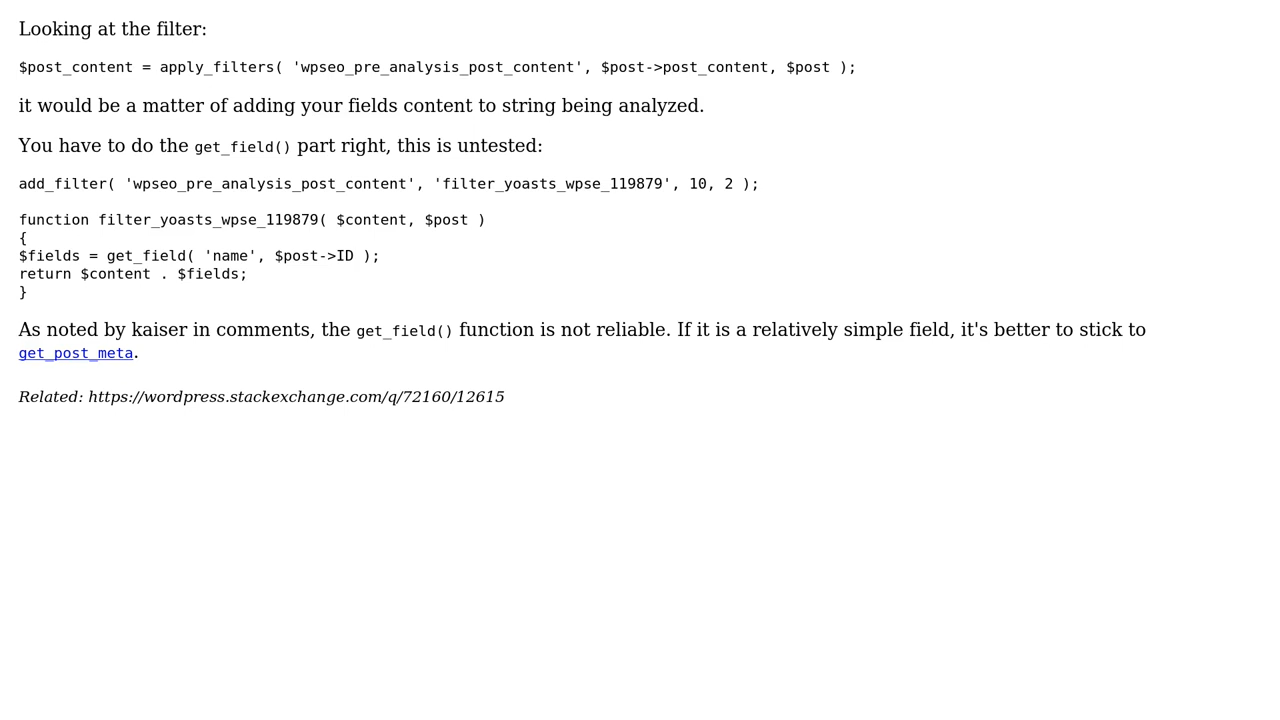 Looking at the filter:
$post_content = apply_filters( 'wpseo_pre_analysis_post_content', $post->post_content, $post );
it would be a matter of adding your fields content to string being analyzed.
You have to do the get_field() part right, this is untested:
add_filter( 'wpseo_pre_analysis_post_content', 'filter_yoasts_wpse_119879', 10, 2 );
function filter_yoasts_wpse_119879( $content, $post )
{
$fields = get_field( 'name', $post->ID );
return $content . $fields;
}
As noted by kaiser in comments, the get_field() function is not reliable. If it is a relatively simple field, it's better to stick to
get_post_meta.
Related: https://wordpress.stackexchange.com/q/72160/12615